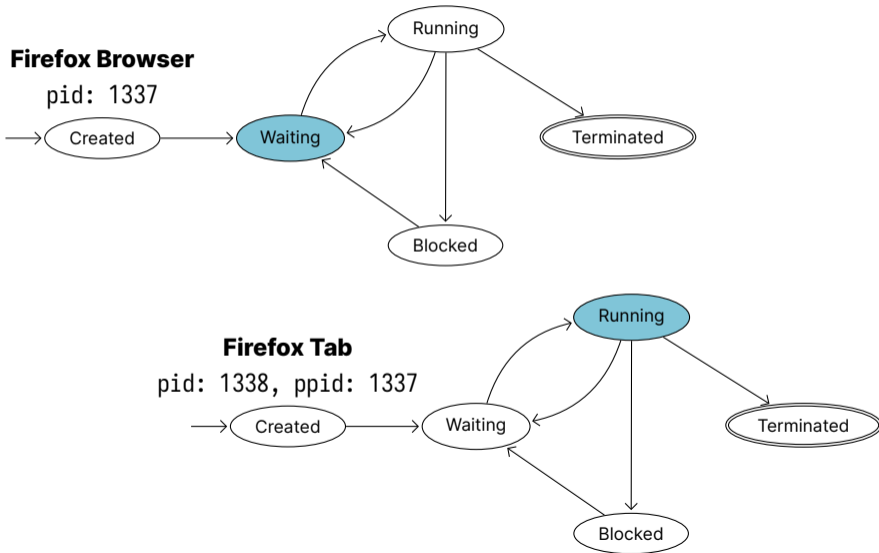 Running
Firefox Browser
pid: 1337
Created
Waiting
Terminated
Blocked
Running
Firefox Tab
pid: 1338, ppid: 1337
Created
Waiting
Terminated
Blocked